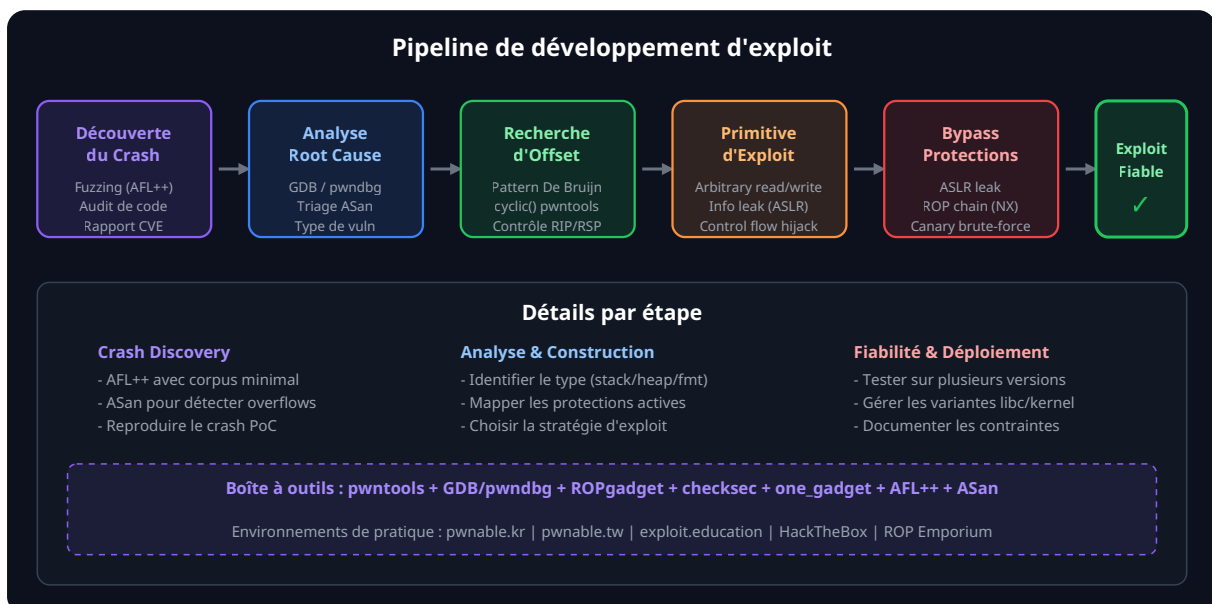 Pipeline de développement d'exploit
Découverte
du Crash
Fuzzing (AFL++)
Audit de code
Rapport CVE
Analyse
Root Cause
GDB / pwndbg
Triage ASan
Type de vuln
Recherche
d'Offset
Pattern De Bruijn
cyclic() pwntools
Contrôle RIP/RSP
Primitive
d'Exploit
Arbitrary read/write
Info leak (ASLR)
Control flow hijack
Bypass
Protections
ASLR leak
ROP chain (NX)
Canary brute-force
Exploit
Fiable
✓
Détails par étape
Crash Discovery
- AFL++ avec corpus minimal
- ASan pour détecter overflows
- Reproduire le crash PoC
Analyse & Construction
- Identifier le type (stack/heap/fmt)
- Mapper les protections actives
- Choisir la stratégie d'exploit
Fiabilité & Déploiement
- Tester sur plusieurs versions
- Gérer les variantes libc/kernel
- Documenter les contraintes
Boîte à outils : pwntools + GDB/pwndbg + ROPgadget + checksec + one_gadget + AFL++ + ASan
Environnements de pratique : pwnable.kr | pwnable.tw | exploit.education | HackTheBox | ROP Emporium